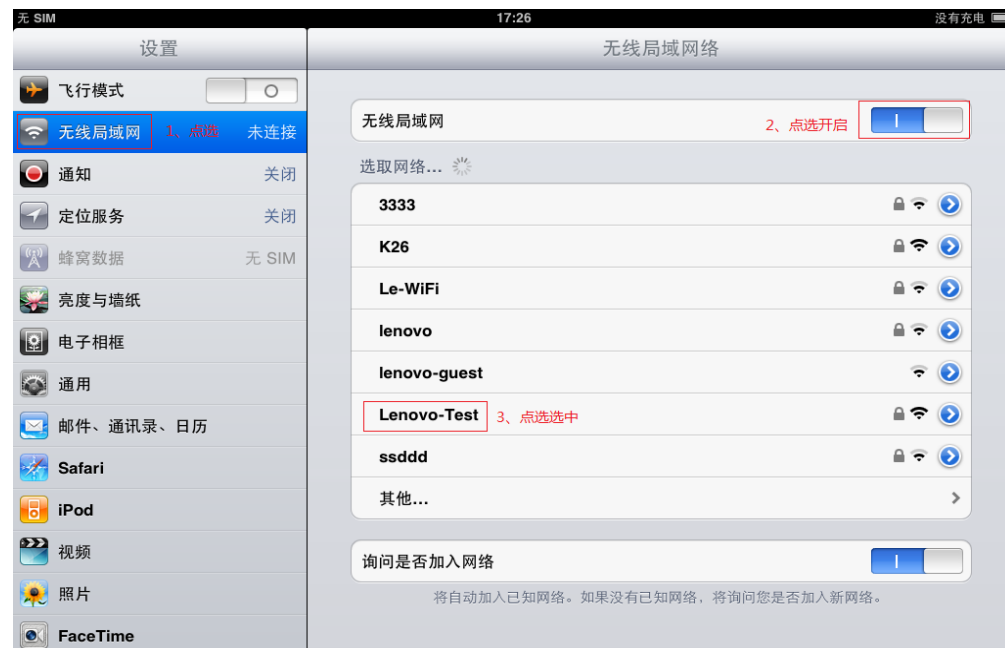 无 SIM 17:26 没有充电
设置
无线局域网络
飞行模式
无线局域网 1、点选 未连接
通知 关闭
定位服务 关闭
蜂窝数据 无 SIM
亮度与墙纸
电子相框
通用
邮件、通讯录、日历
Safari
iPod
视频
照片
FaceTime
无线局域网 2、点选开启
选取网络...
3333
K26
Le-WiFi
lenovo
lenovo-guest
Lenovo-Test 3、点选选中
ssddd
其他...
询问是否加入网络
将自动加入已知网络。如果没有已知网络，将询问您是否加入新网络。